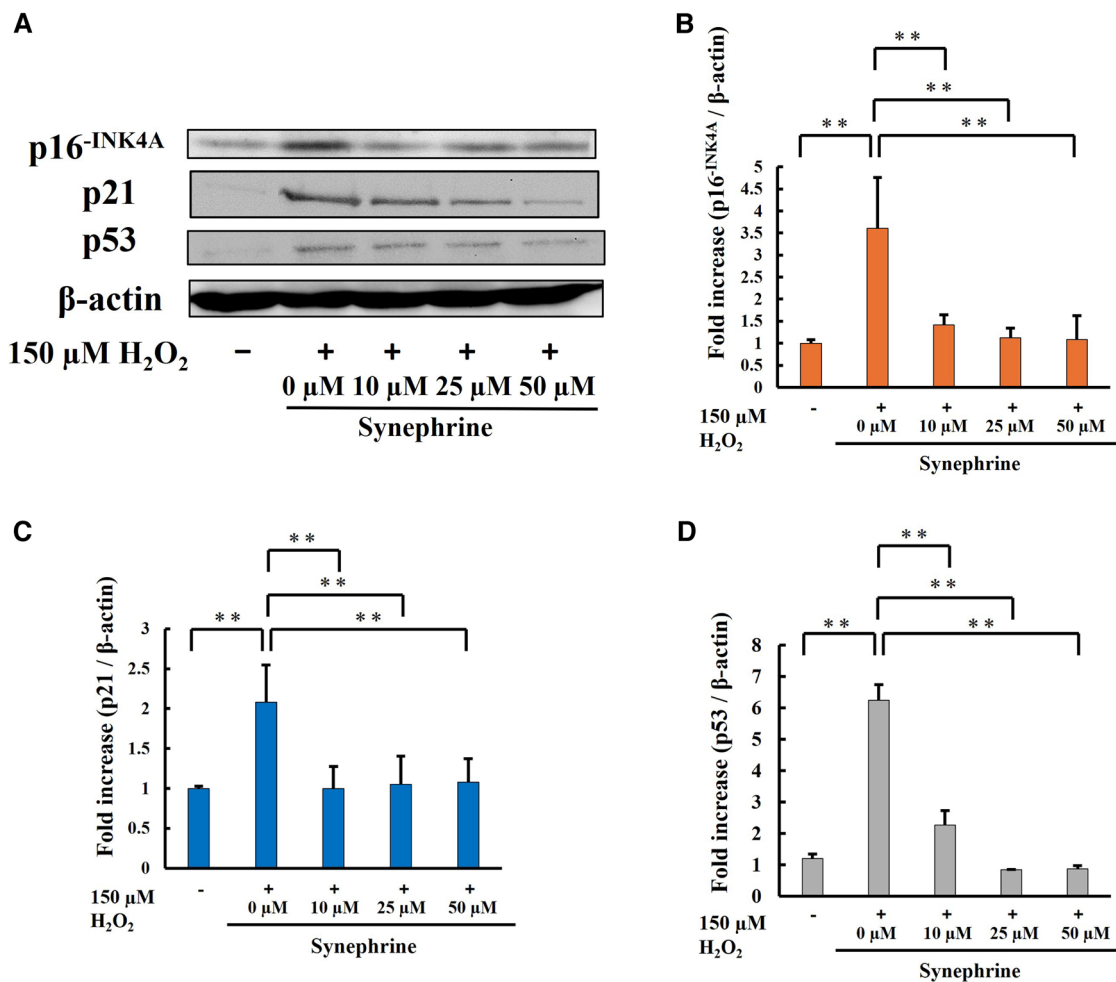 A
p16-INK4A
p21
p53
β-actin
150 μM H₂O₂ − + + + +
0 μM 10 μM 25 μM 50 μM
Synephrine
B
Fold increase (p16-INK4A / β-actin)
**
**
** **
5
4.5
4
3.5
3
2.5
2
1.5
1
0.5
0
150 μM - + + + +
H₂O₂ 0 μM 10 μM 25 μM 50 μM
Synephrine
C
Fold increase (p21 / β-actin)
**
**
** **
3
2.5
2
1.5
1
0.5
0
150 μM - + + + +
H₂O₂ 0 μM 10 μM 25 μM 50 μM
Synephrine
D
Fold increase (p53 / β-actin)
**
**
** **
8
7
6
5
4
3
2
1
0
150 μM - + + + +
H₂O₂ 0 μM 10 μM 25 μM 50 μM
Synephrine